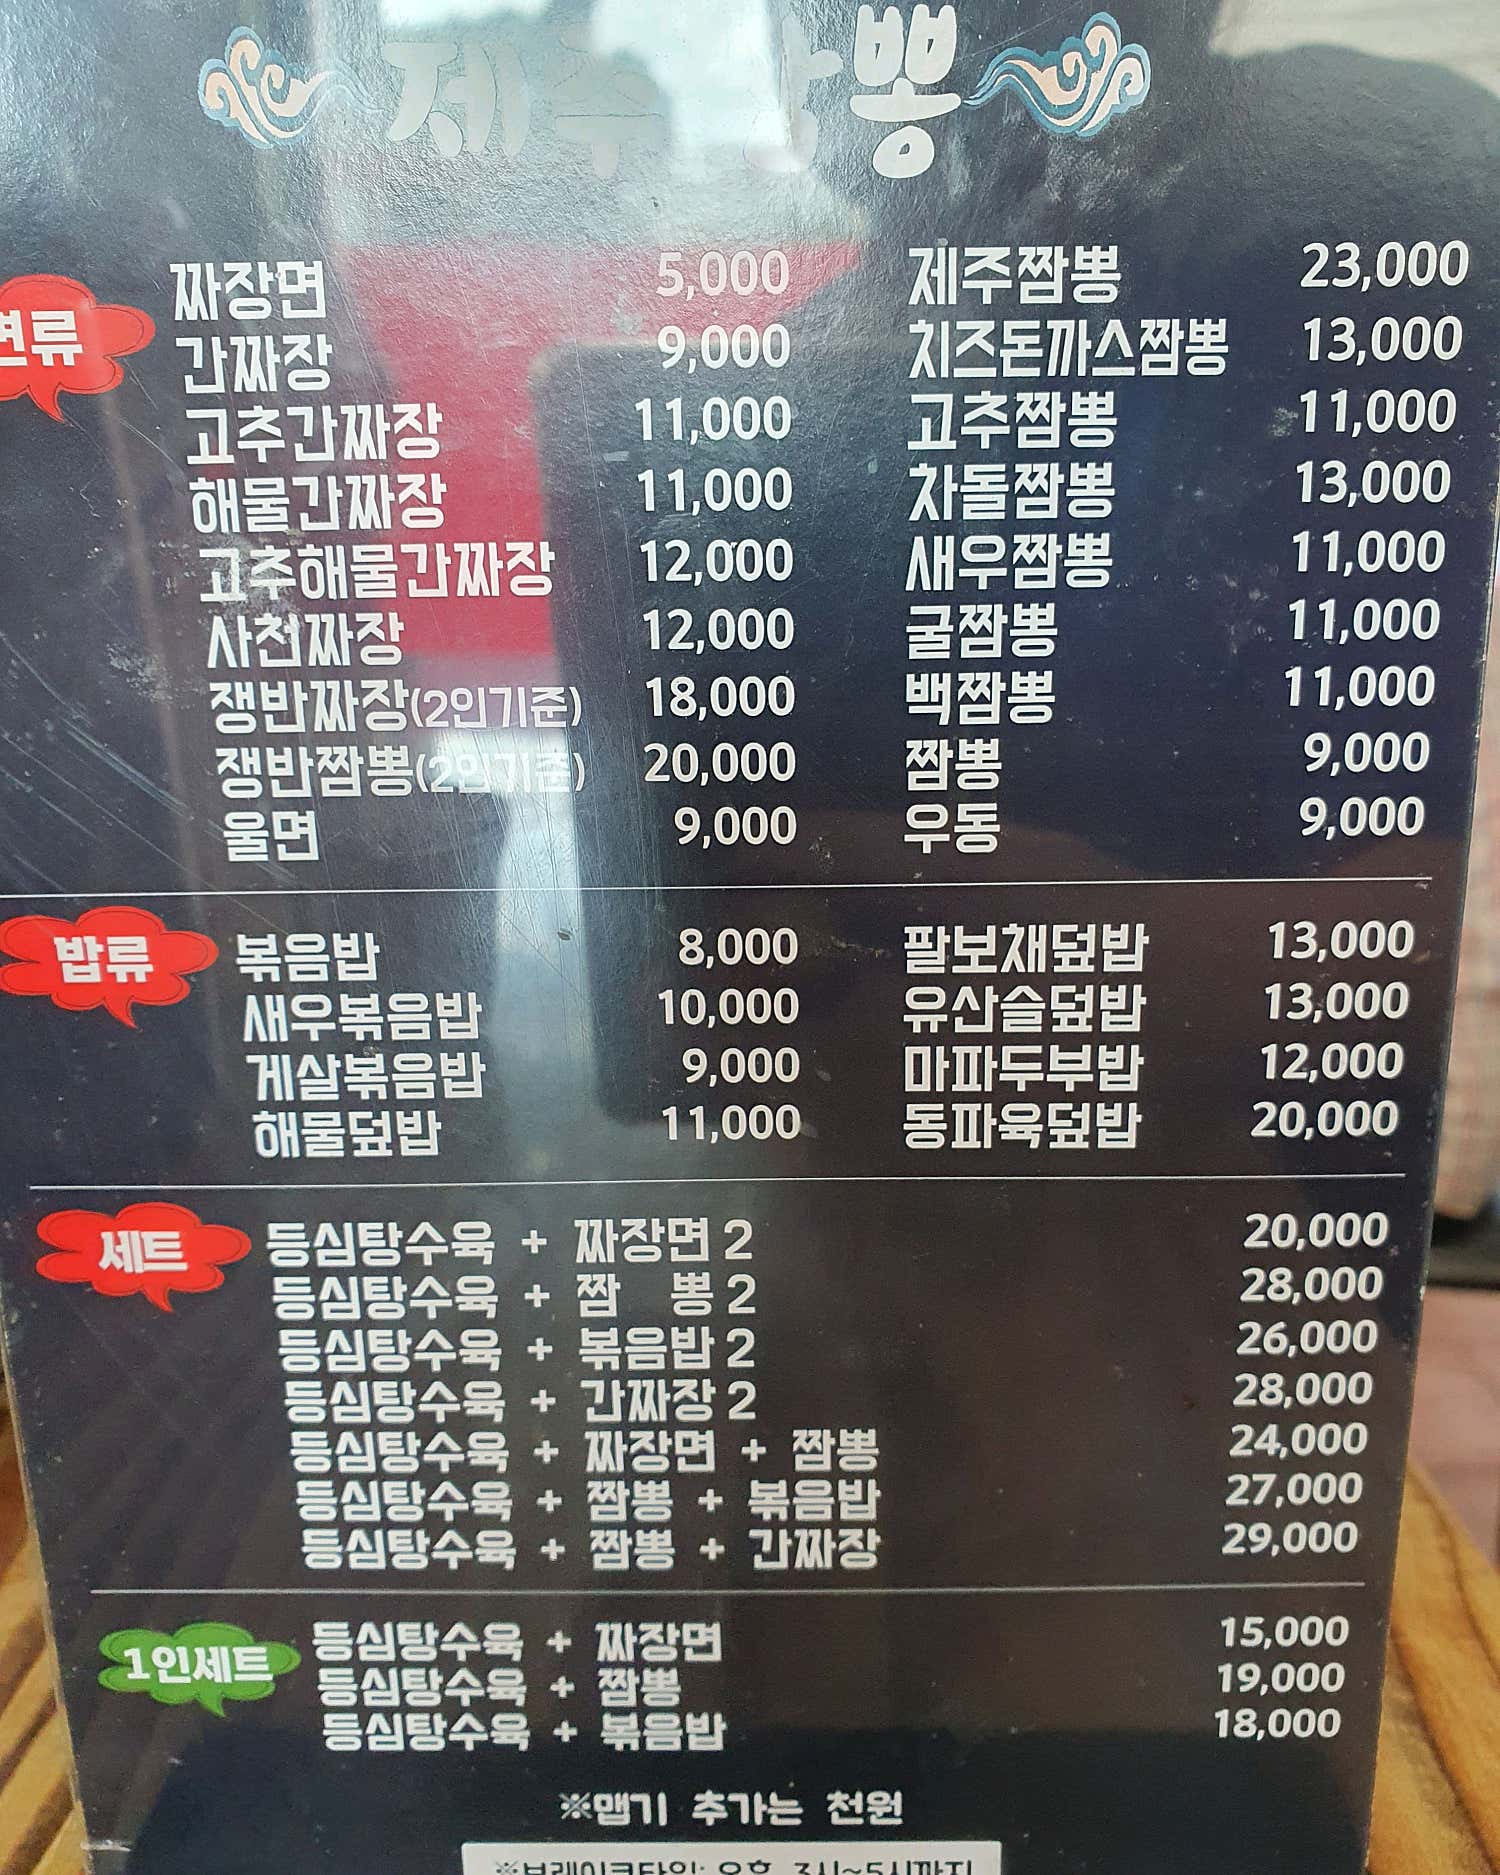 제주짬뽕
면류
짜장면 5,000
간짜장 9,000
고추간짜장 11,000
해물간짜장 11,000
고추해물간짜장 12,000
사천짜장 12,000
쟁반짜장(2인기준) 18,000
쟁반짬뽕(2인기준) 20,000
울면 9,000
제주짬뽕 23,000
치즈돈까스짬뽕 13,000
고추짬뽕 11,000
차돌짬뽕 13,000
새우짬뽕 11,000
굴짬뽕 11,000
백짬뽕 11,000
짬뽕 9,000
우동 9,000
밥류
볶음밥 8,000
새우볶음밥 10,000
게살볶음밥 9,000
해물덮밥 11,000
팔보채덮밥 13,000
유산슬덮밥 13,000
마파두부밥 12,000
동파육덮밥 20,000
세트
등심탕수육 + 짜장면 2 20,000
등심탕수육 + 짬 뽕 2 28,000
등심탕수육 + 볶음밥 2 26,000
등심탕수육 + 간짜장 2 28,000
등심탕수육 + 짜장면 + 짬뽕 24,000
등심탕수육 + 짬뽕 + 볶음밥 27,000
등심탕수육 + 짬뽕 + 간짜장 29,000
1인세트
등심탕수육 + 짜장면 15,000
등심탕수육 + 짬뽕 19,000
등심탕수육 + 볶음밥 18,000
※맵기 추가는 천원
※브레이크타임: 오후 3시~5시까지